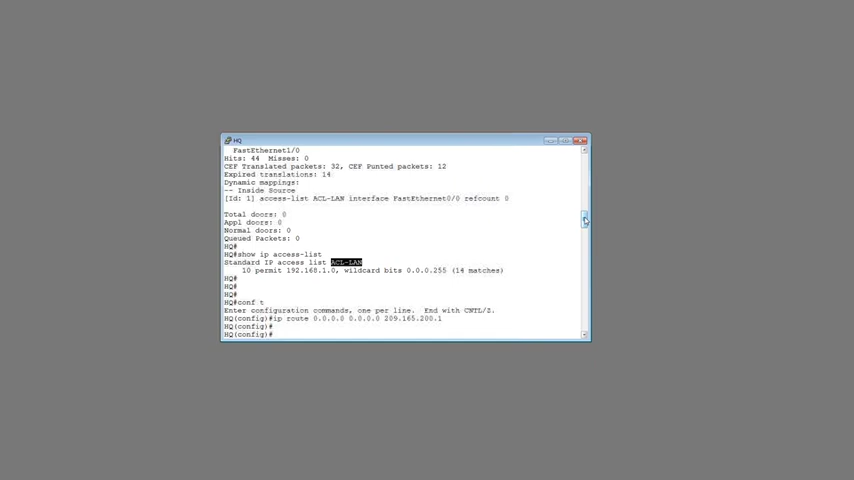 HQ
FastEthernet1/0
Hits: 44  Misses: 0
CEF Translated packets: 32, CEF Punted packets: 12
Expired translations: 14
Dynamic mappings:
-- Inside Source
[Id: 1] access-list ACL-LAN interface FastEthernet0/0 refcount 0
Total doors: 0
Appl doors: 0
Normal doors: 0
Queued Packets: 0
HQ#
HQ#show ip access-list
Standard IP access list ACL-LAN
10 permit 192.168.1.0, wildcard bits 0.0.0.255 (14 matches)
HQ#
HQ#
HQ#
HQ#conf t
Enter configuration commands, one per line.  End with CNTL/Z.
HQ(config)#ip route 0.0.0.0 0.0.0.0 209.165.200.1
HQ(config)#
HQ(config)#